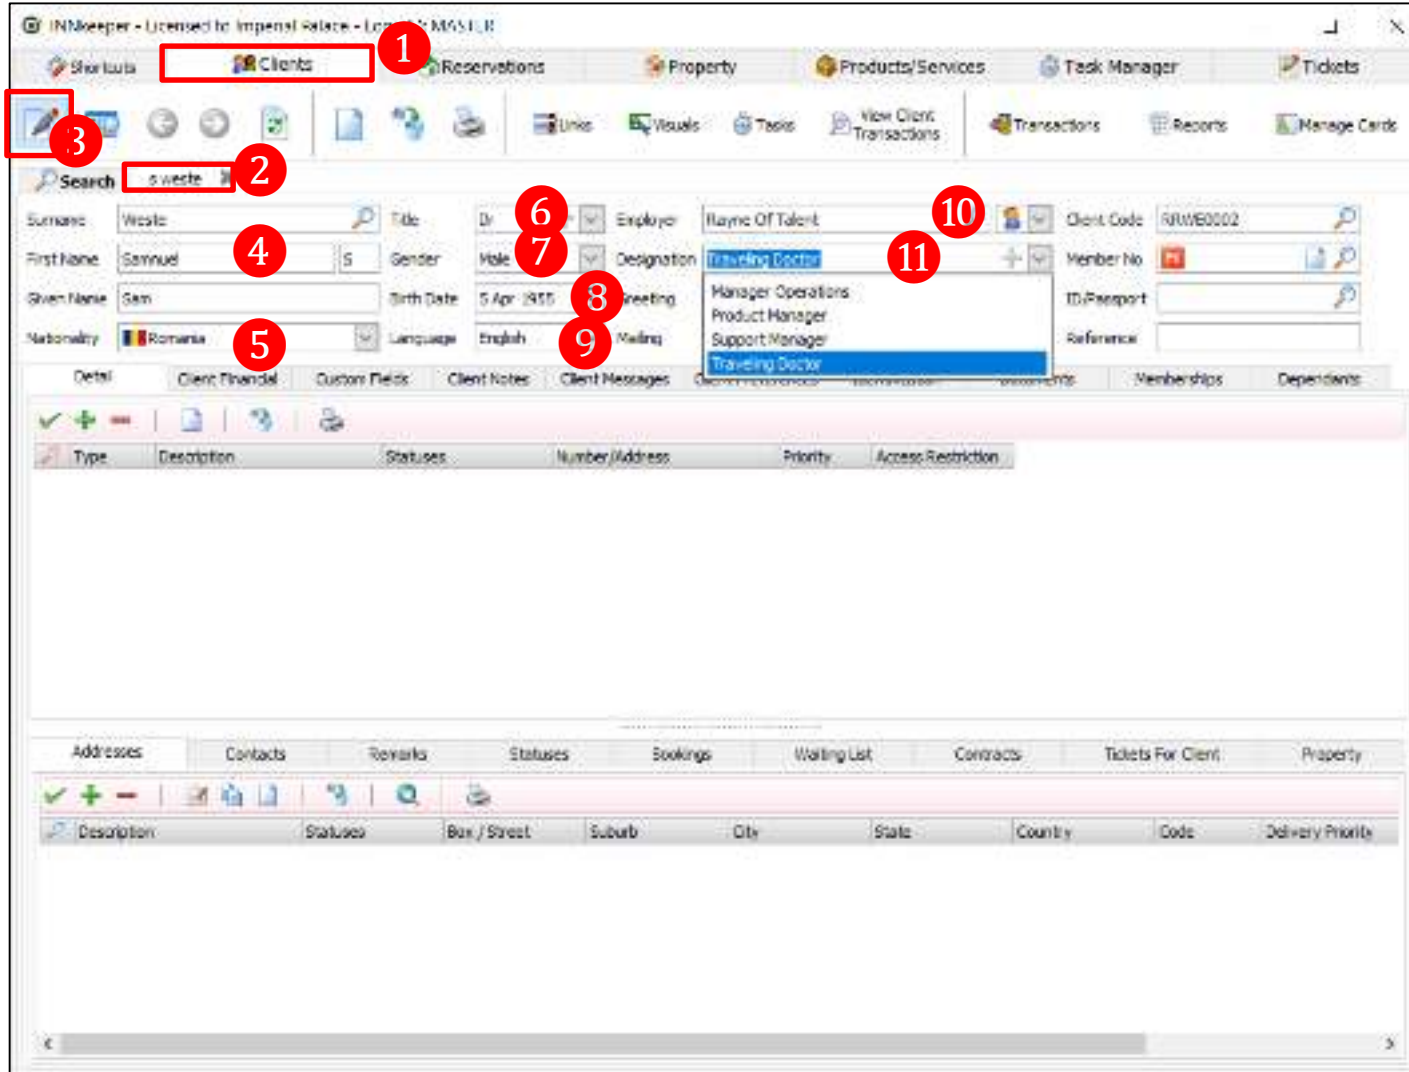 INNkeeper - Licensed to Imperial Palace - MASTER
1
Shortcuts Clients Reservations Property Products/Services Task Manager Tickets
Links Visuals Tasks View Client Transactions Transactions Reports Manage Cards
3
Search s weste 2
Surname Weste Title Dr 6 Employer Rayne Of Talent 10 Client Code RRWE0002
First Name Samnuel 4 S Gender Male 7 Designation Traveling Doctor 11 Member No
Given Name Sam Birth Date 5 Apr 1955 8 Greeting Manager Operations ID/Passport
Product Manager
Nationality Romania 5 Language English 9 Mailing Support Manager Reference
Traveling Doctor
Detail Client Financial Custom Fields Client Notes Client Messages Memberships Dependants
Type Description Statuses Number/Address Priority Access Restriction
Addresses Contacts Remarks Statuses Bookings Waiting List Contracts Tickets For Client Property
Description Statuses Box / Street Suburb City State Country Code Delivery Priority